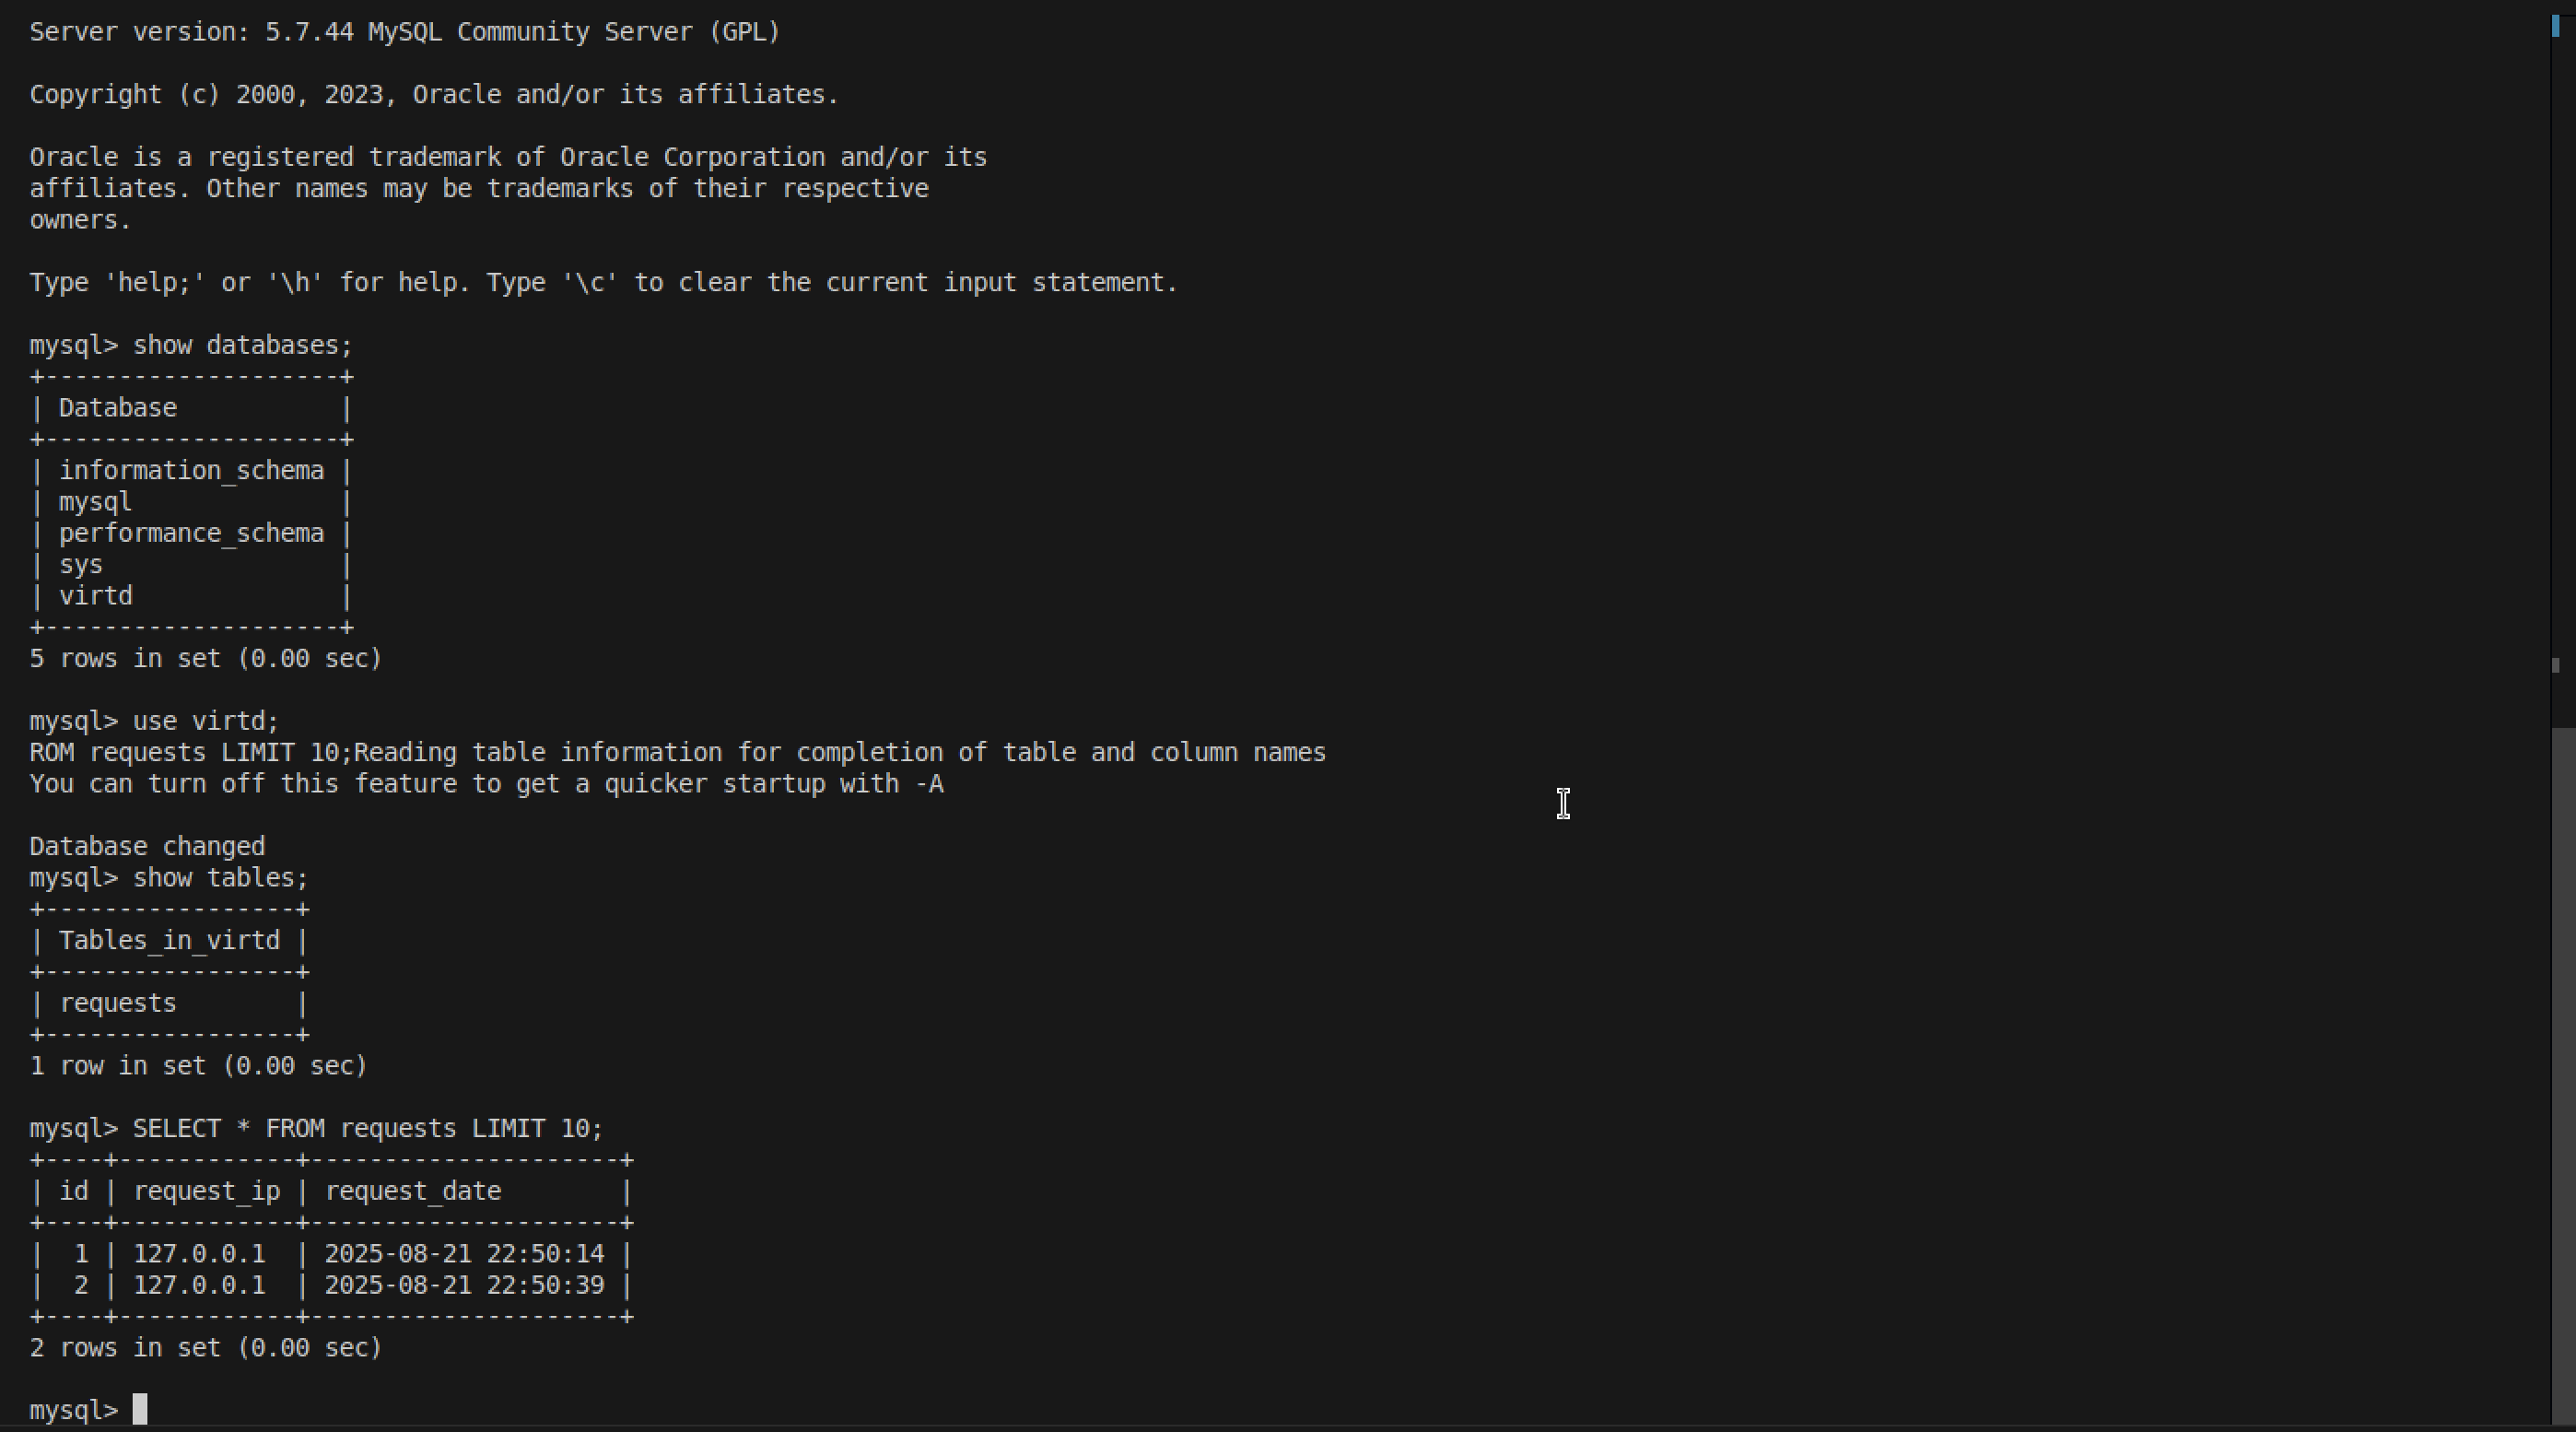 Server version: 5.7.44 MySQL Community Server (GPL)
Copyright (c) 2000, 2023, Oracle and/or its affiliates.
Oracle is a registered trademark of Oracle Corporation and/or its
affiliates. Other names may be trademarks of their respective
owners.
Type 'help;' or '\h' for help. Type '\c' to clear the current input statement.
mysql> show databases;
+--------------------+
| Database           |
+--------------------+
| information_schema |
| mysql              |
| performance_schema |
| sys                |
| virtd              |
+--------------------+
5 rows in set (0.00 sec)
mysql> use virtd;
ROM requests LIMIT 10;Reading table information for completion of table and column names
You can turn off this feature to get a quicker startup with -A
Database changed
mysql> show tables;
+-----------------+
| Tables_in_virtd |
+-----------------+
| requests        |
+-----------------+
1 row in set (0.00 sec)
mysql> SELECT * FROM requests LIMIT 10;
+----+------------+---------------------+
| id | request_ip | request_date        |
+----+------------+---------------------+
|  1 | 127.0.0.1  | 2025-08-21 22:50:14 |
|  2 | 127.0.0.1  | 2025-08-21 22:50:39 |
+----+------------+---------------------+
2 rows in set (0.00 sec)
mysql>